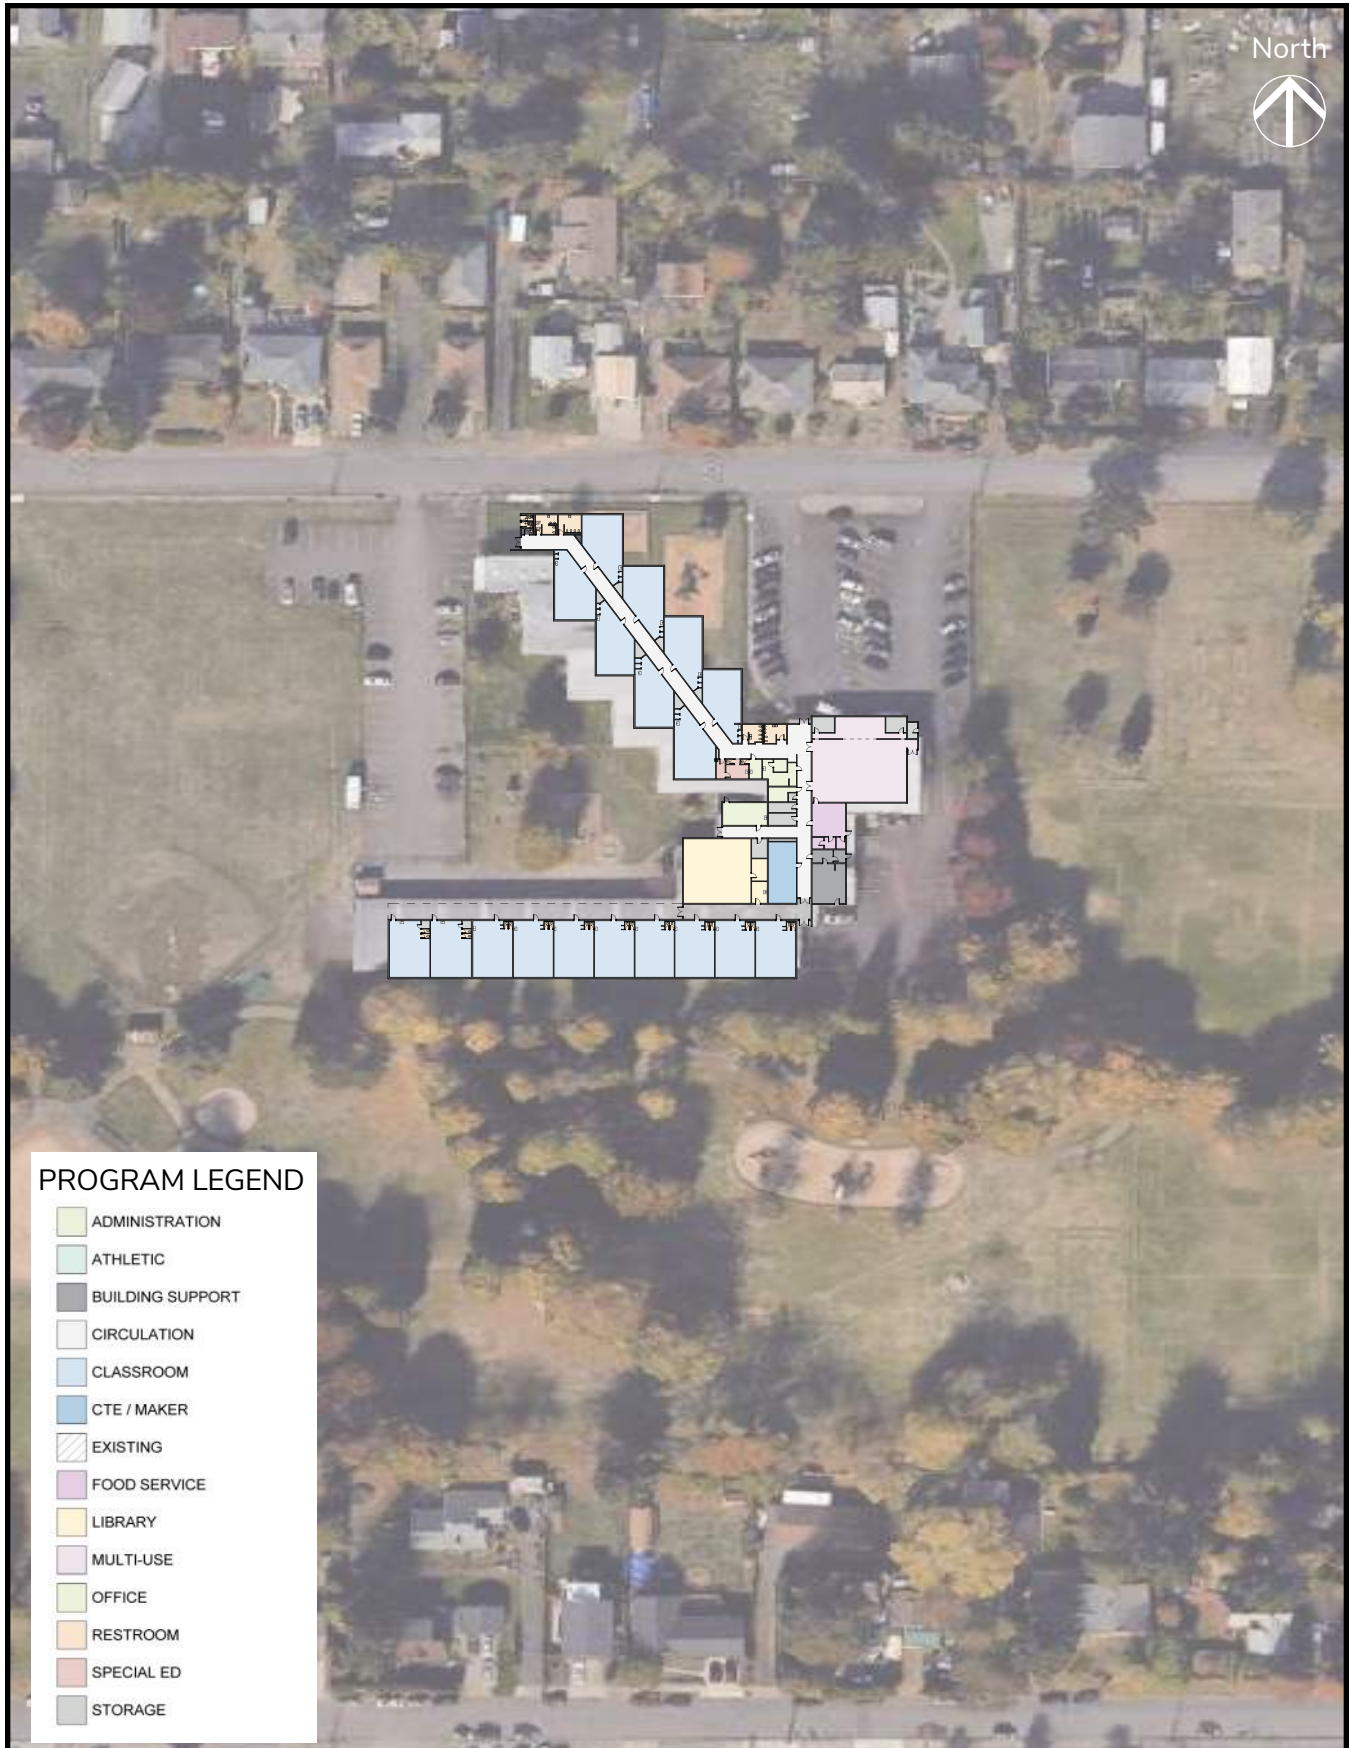 North
PROGRAM LEGEND
ADMINISTRATION
ATHLETIC
BUILDING SUPPORT
CIRCULATION
CLASSROOM
CTE / MAKER
EXISTING
FOOD SERVICE
LIBRARY
MULTI-USE
OFFICE
RESTROOM
SPECIAL ED
STORAGE